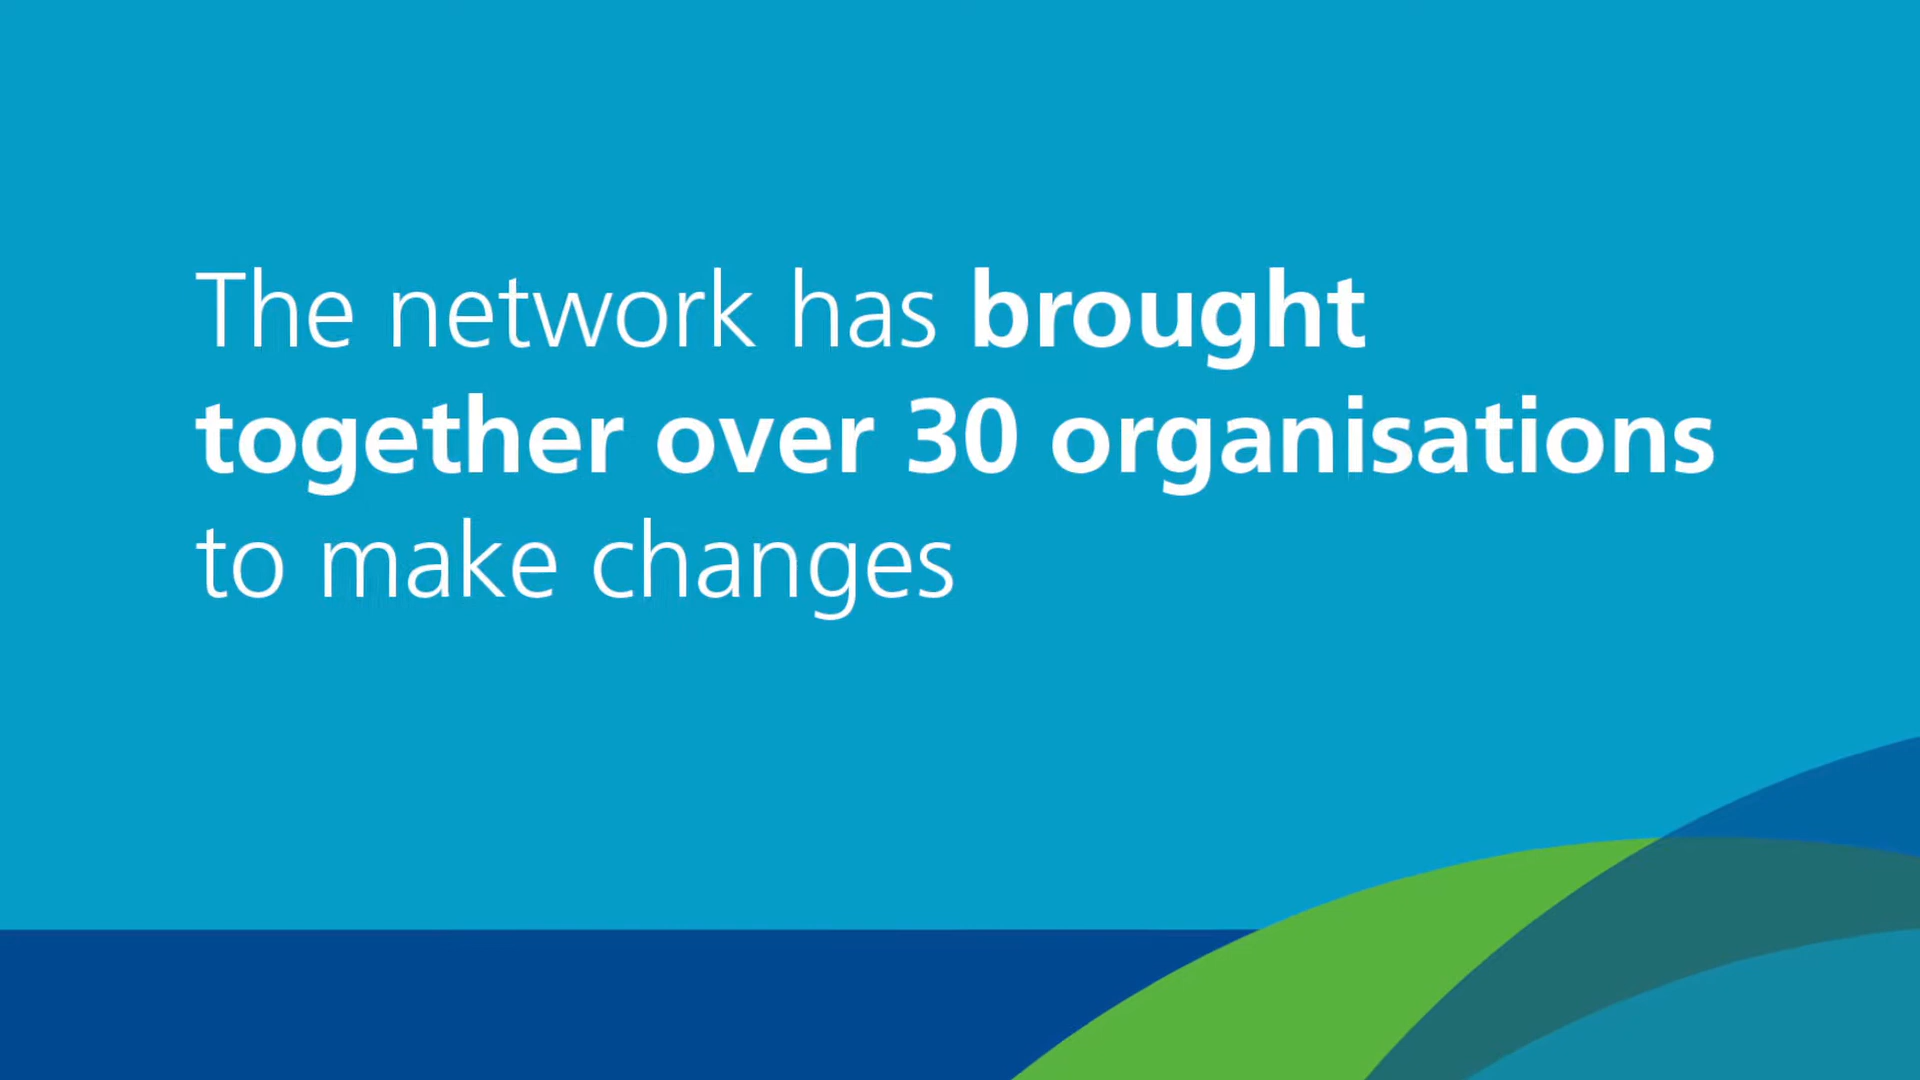 The network has brought
together over 30 organisations
to make changes